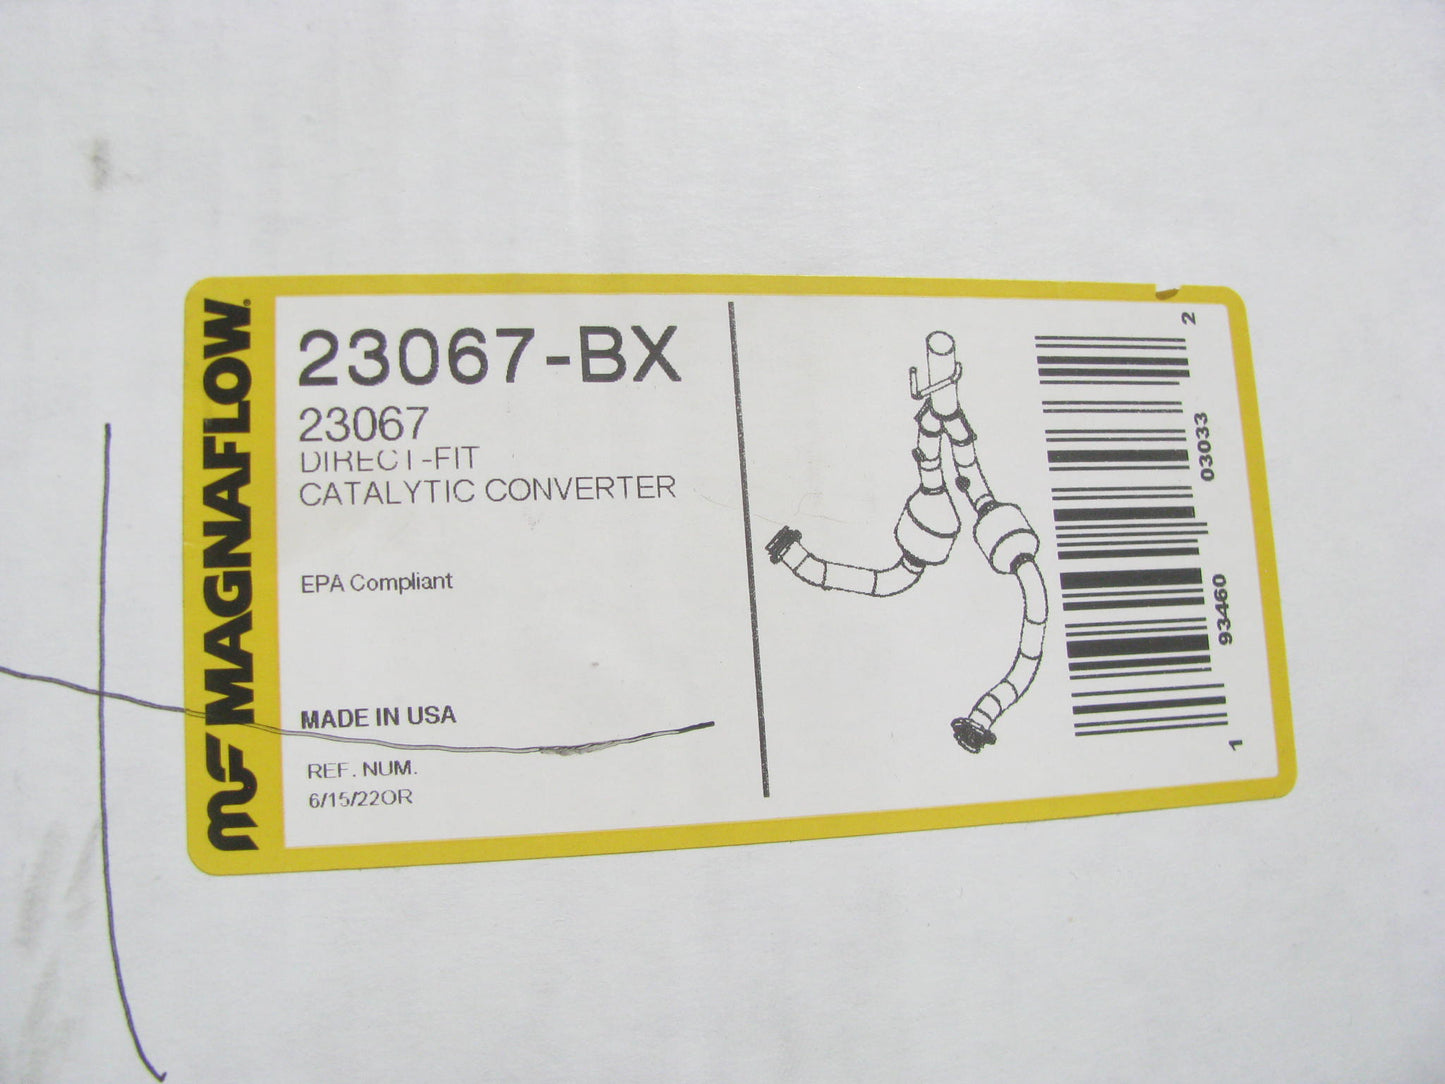 MF MAGNAFLOW®
23067-BX
23067
DIRECT-FIT
CATALYTIC CONVERTER
EPA Compliant
MADE IN USA
REF. NUM.
6/15/22OR
1 93460 03033 2